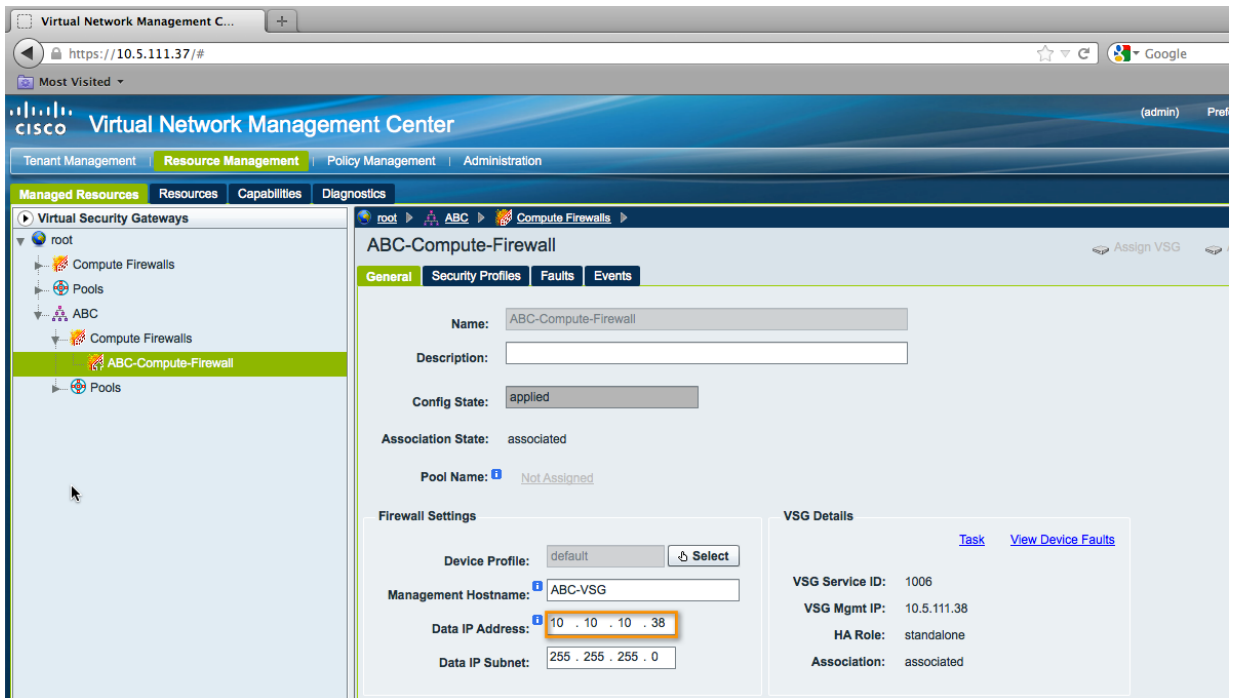 Virtual Network Management C... +
https://10.5.111.37/# Google
Most Visited
CISCO Virtual Network Management Center (admin)
Tenant Management | Resource Management | Policy Management | Administration
Managed Resources Resources Capabilities Diagnostics
Virtual Security Gateways
root
Compute Firewalls
Pools
ABC
Compute Firewalls
ABC-Compute-Firewall
Pools
root ABC Compute Firewalls
ABC-Compute-Firewall Assign VSG
General Security Profiles Faults Events
Name: ABC-Compute-Firewall
Description:
Config State: applied
Association State: associated
Pool Name: Not Assigned
Firewall Settings
Device Profile: default Select
Management Hostname: ABC-VSG
Data IP Address: 10 . 10 . 10 . 38
Data IP Subnet: 255 . 255 . 255 . 0
VSG Details
Task View Device Faults
VSG Service ID: 1006
VSG Mgmt IP: 10.5.111.38
HA Role: standalone
Association: associated